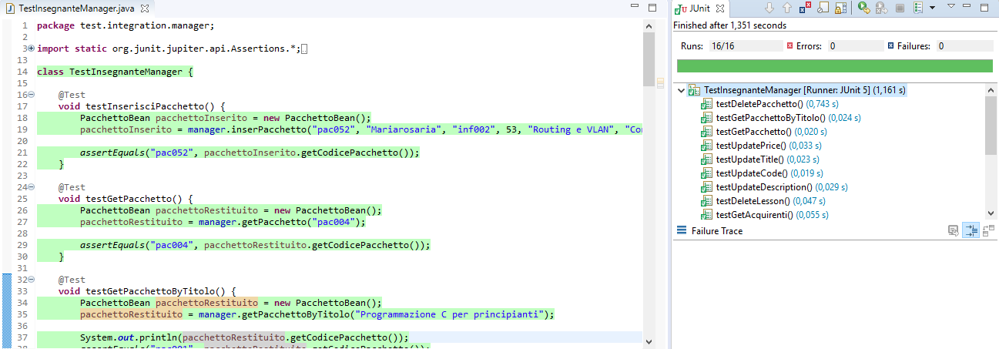 TestInsegnanteManager.java
1 package test.integration.manager;
2
3 import static org.junit.jupiter.api.Assertions.*;
13
14 class TestInsegnanteManager {
15
16 @Test
17 void testInserisciPacchetto() {
18 PacchettoBean pacchettoInserito = new PacchettoBean();
19 pacchettoInserito = manager.inserPacchetto("pac052", "Mariarosaria", "inf002", 53, "Routing e VLAN", "Cor
20
21 assertEquals("pac052", pacchettoInserito.getCodicePacchetto());
22 }
23
24 @Test
25 void testGetPacchetto() {
26 PacchettoBean pacchettoRestituito = new PacchettoBean();
27 pacchettoRestituito = manager.getPacchetto("pac004");
28
29 assertEquals("pac004", pacchettoRestituito.getCodicePacchetto());
30 }
31
32 @Test
33 void testGetPacchettoByTitolo() {
34 PacchettoBean pacchettoRestituito = new PacchettoBean();
35 pacchettoRestituito = manager.getPacchettoByTitolo("Programmazione C per principianti");
36
37 System.out.println(pacchettoRestituito.getCodicePacchetto());
38 assertEquals("pac001", pacchettoRestituito.getCodicePacchetto());
JUnit
Finished after 1,351 seconds
Runs: 16/16 Errors: 0 Failures: 0
TestInsegnanteManager [Runner: JUnit 5] (1,161 s)
testDeletePacchetto() (0,743 s)
testGetPacchettoByTitolo() (0,024 s)
testGetPacchetto() (0,020 s)
testUpdatePrice() (0,033 s)
testUpdateTitle() (0,023 s)
testUpdateCode() (0,019 s)
testUpdateDescription() (0,029 s)
testDeleteLesson() (0,047 s)
testGetAcquirenti() (0,055 s)
Failure Trace